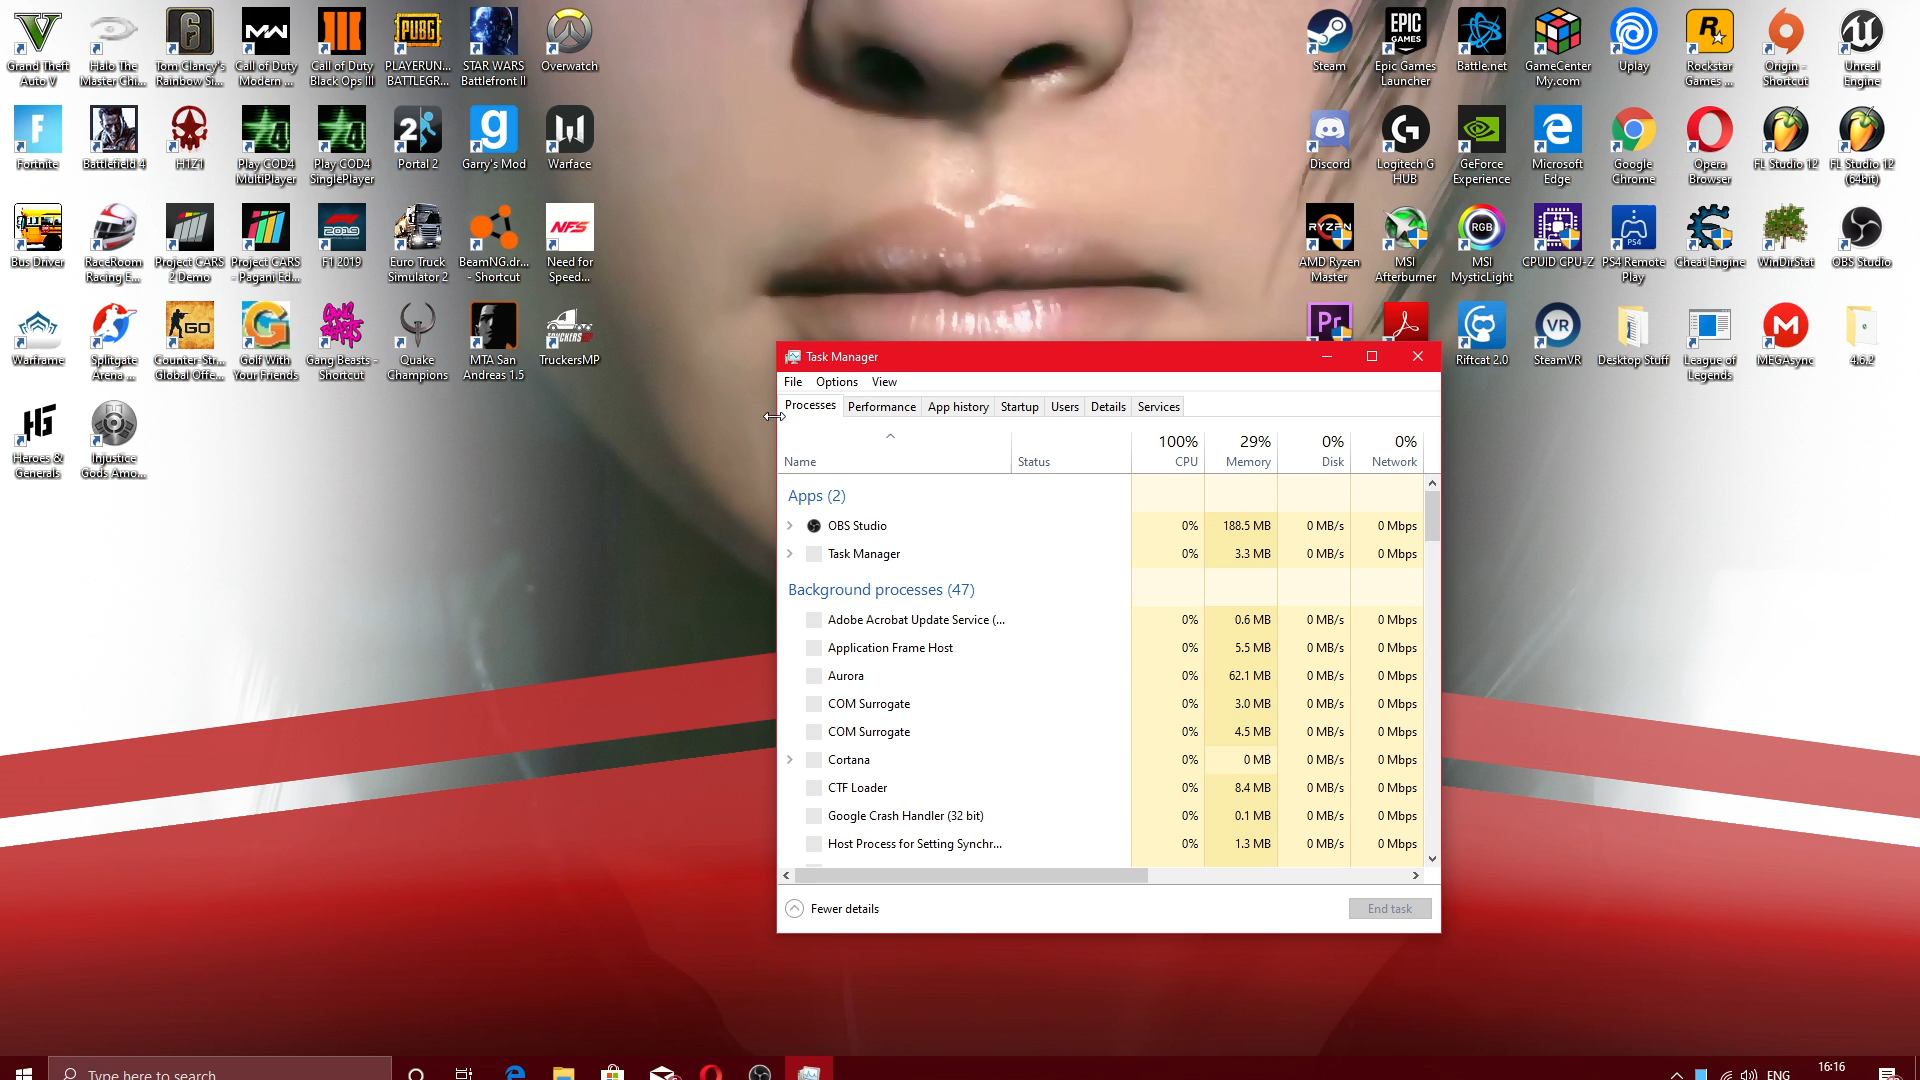 Grand Theft
Auto V
Halo The
Master Chi...
Tom Clancy's
Rainbow Si...
Call of Duty
Modern ...
Call of Duty
Black Ops III
PLAYERUN...
BATTLEGR...
STAR WARS
Battlefront II
Overwatch
Fortnite
Battlefield 4
H1Z1
Play COD4
MultiPlayer
Play COD4
SinglePlayer
Portal 2
Garry's Mod
Warface
Bus Driver
RaceRoom
Racing E...
Project CARS
2 Demo
Project CARS
- Pagani Ed...
F1 2019
Euro Truck
Simulator 2
BeamNG.dr...
- Shortcut
Need for
Speed...
Warframe
Splitgate
Arena ...
Counter-Str...
Global Offe...
Golf With
Your Friends
Gang Beasts -
Shortcut
Quake
Champions
MTA San
Andreas 1.5
TruckersMP
Heroes &
Generals
Injustice
Gods Amo...
Steam
Epic Games
Launcher
Battle.net
GameCenter
My.com
Uplay
Rockstar
Games ...
Origin -
Shortcut
Unreal
Engine
Discord
Logitech G
HUB
GeForce
Experience
Microsoft
Edge
Google
Chrome
Opera
Browser
FL Studio 12
FL Studio 12
(64bit)
AMD Ryzen
Master
MSI
Afterburner
MSI
MysticLight
CPUID CPU-Z
PS4 Remote
Play
Cheat Engine
WinDirStat
OBS Studio
Riftcat 2.0
SteamVR
Desktop Stuff
League of
Legends
MEGAsync
4.6.2
Task Manager
File Options View
Processes Performance App history Startup Users Details Services
100% 29% 0% 0%
Name Status CPU Memory Disk Network
Apps (2)
OBS Studio 0% 188.5 MB 0 MB/s 0 Mbps
Task Manager 0% 3.3 MB 0 MB/s 0 Mbps
Background processes (47)
Adobe Acrobat Update Service (... 0% 0.6 MB 0 MB/s 0 Mbps
Application Frame Host 0% 5.5 MB 0 MB/s 0 Mbps
Aurora 0% 62.1 MB 0 MB/s 0 Mbps
COM Surrogate 0% 3.0 MB 0 MB/s 0 Mbps
COM Surrogate 0% 4.5 MB 0 MB/s 0 Mbps
Cortana 0% 0 MB 0 MB/s 0 Mbps
CTF Loader 0% 8.4 MB 0 MB/s 0 Mbps
Google Crash Handler (32 bit) 0% 0.1 MB 0 MB/s 0 Mbps
Host Process for Setting Synchr... 0% 1.3 MB 0 MB/s 0 Mbps
Fewer details End task
Type here to search
ENG
16:16